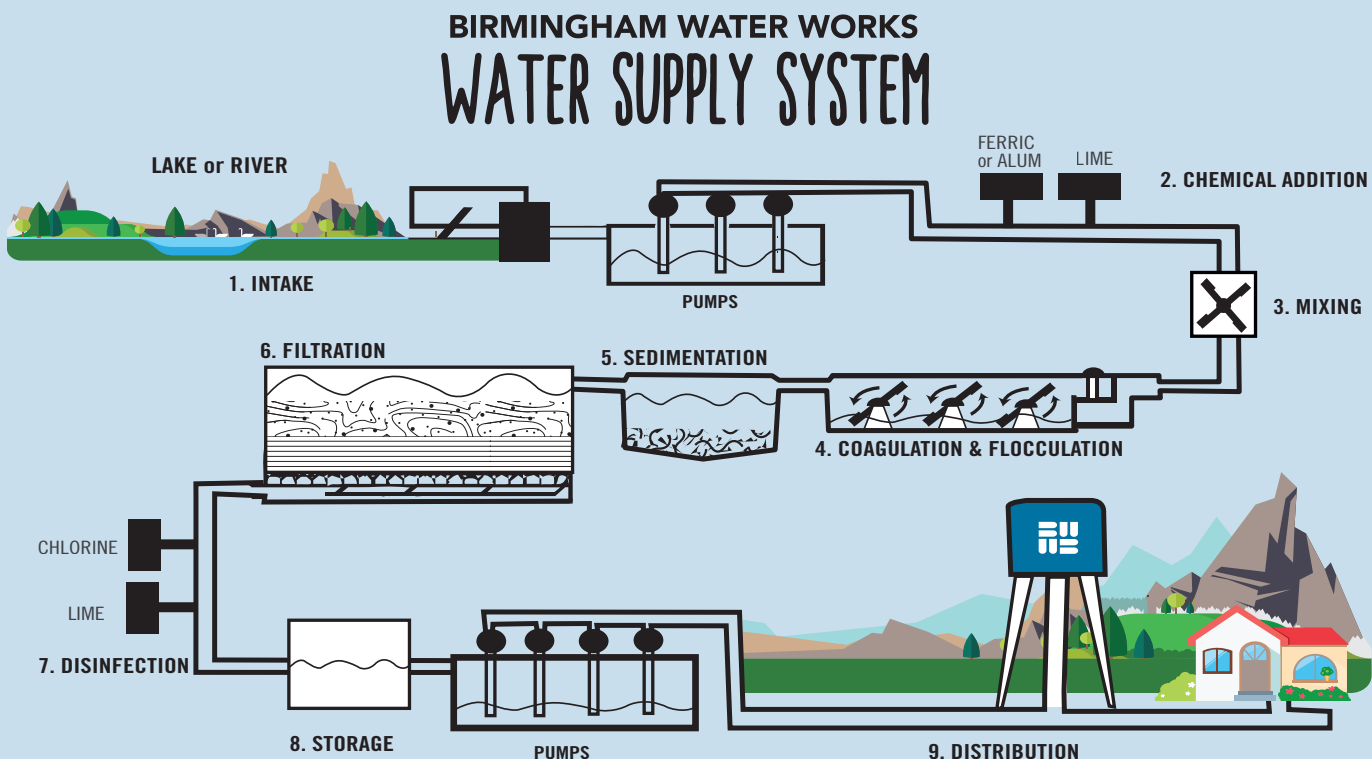 BIRMINGHAM WATER WORKS
WATER SUPPLY SYSTEM
LAKE or RIVER
FERRIC
or ALUM
LIME
2. CHEMICAL ADDITION
1. INTAKE
PUMPS
3. MIXING
6. FILTRATION
5. SEDIMENTATION
4. COAGULATION & FLOCCULATION
CHLORINE
LIME
7. DISINFECTION
8. STORAGE
PUMPS
9. DISTRIBUTION